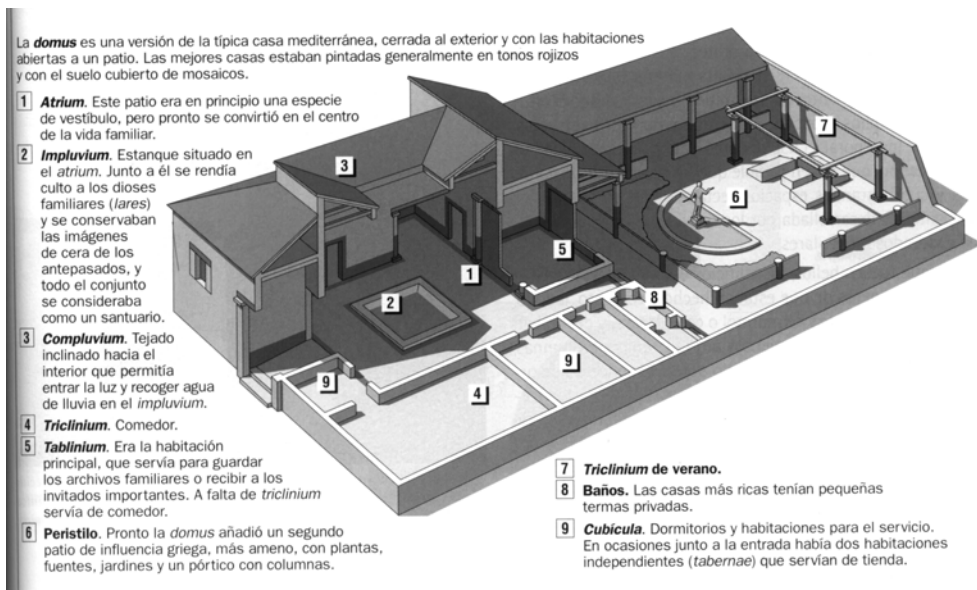 La domus es una versión de la típica casa mediterránea, cerrada al exterior y con las habitaciones
abiertas a un patio. Las mejores casas estaban pintadas generalmente en tonos rojizos
y con el suelo cubierto de mosaicos.
1 Atrium. Este patio era en principio una especie
de vestíbulo, pero pronto se convirtió en el centro
de la vida familiar.
2 Impluvium. Estanque situado en
el atrium. Junto a él se rendía
culto a los dioses
familiares (lares)
y se conservaban
las imágenes
de cera de los
antepasados, y
todo el conjunto
se consideraba
como un santuario.
3 Compluvium. Tejado
inclinado hacia el
interior que permitía
entrar la luz y recoger agua
de lluvia en el impluvium.
4 Triclinium. Comedor.
5 Tablinium. Era la habitación
principal, que servía para guardar
los archivos familiares o recibir a los
invitados importantes. A falta de triclinium
servía de comedor.
6 Peristilo. Pronto la domus añadió un segundo
patio de influencia griega, más ameno, con plantas,
fuentes, jardines y un pórtico con columnas.
7 Triclinium de verano.
8 Baños. Las casas más ricas tenían pequeñas
termas privadas.
9 Cubícula. Dormitorios y habitaciones para el servicio.
En ocasiones junto a la entrada había dos habitaciones
independientes (tabernae) que servían de tienda.
7
3
6
5
1
8
2
9
9
4